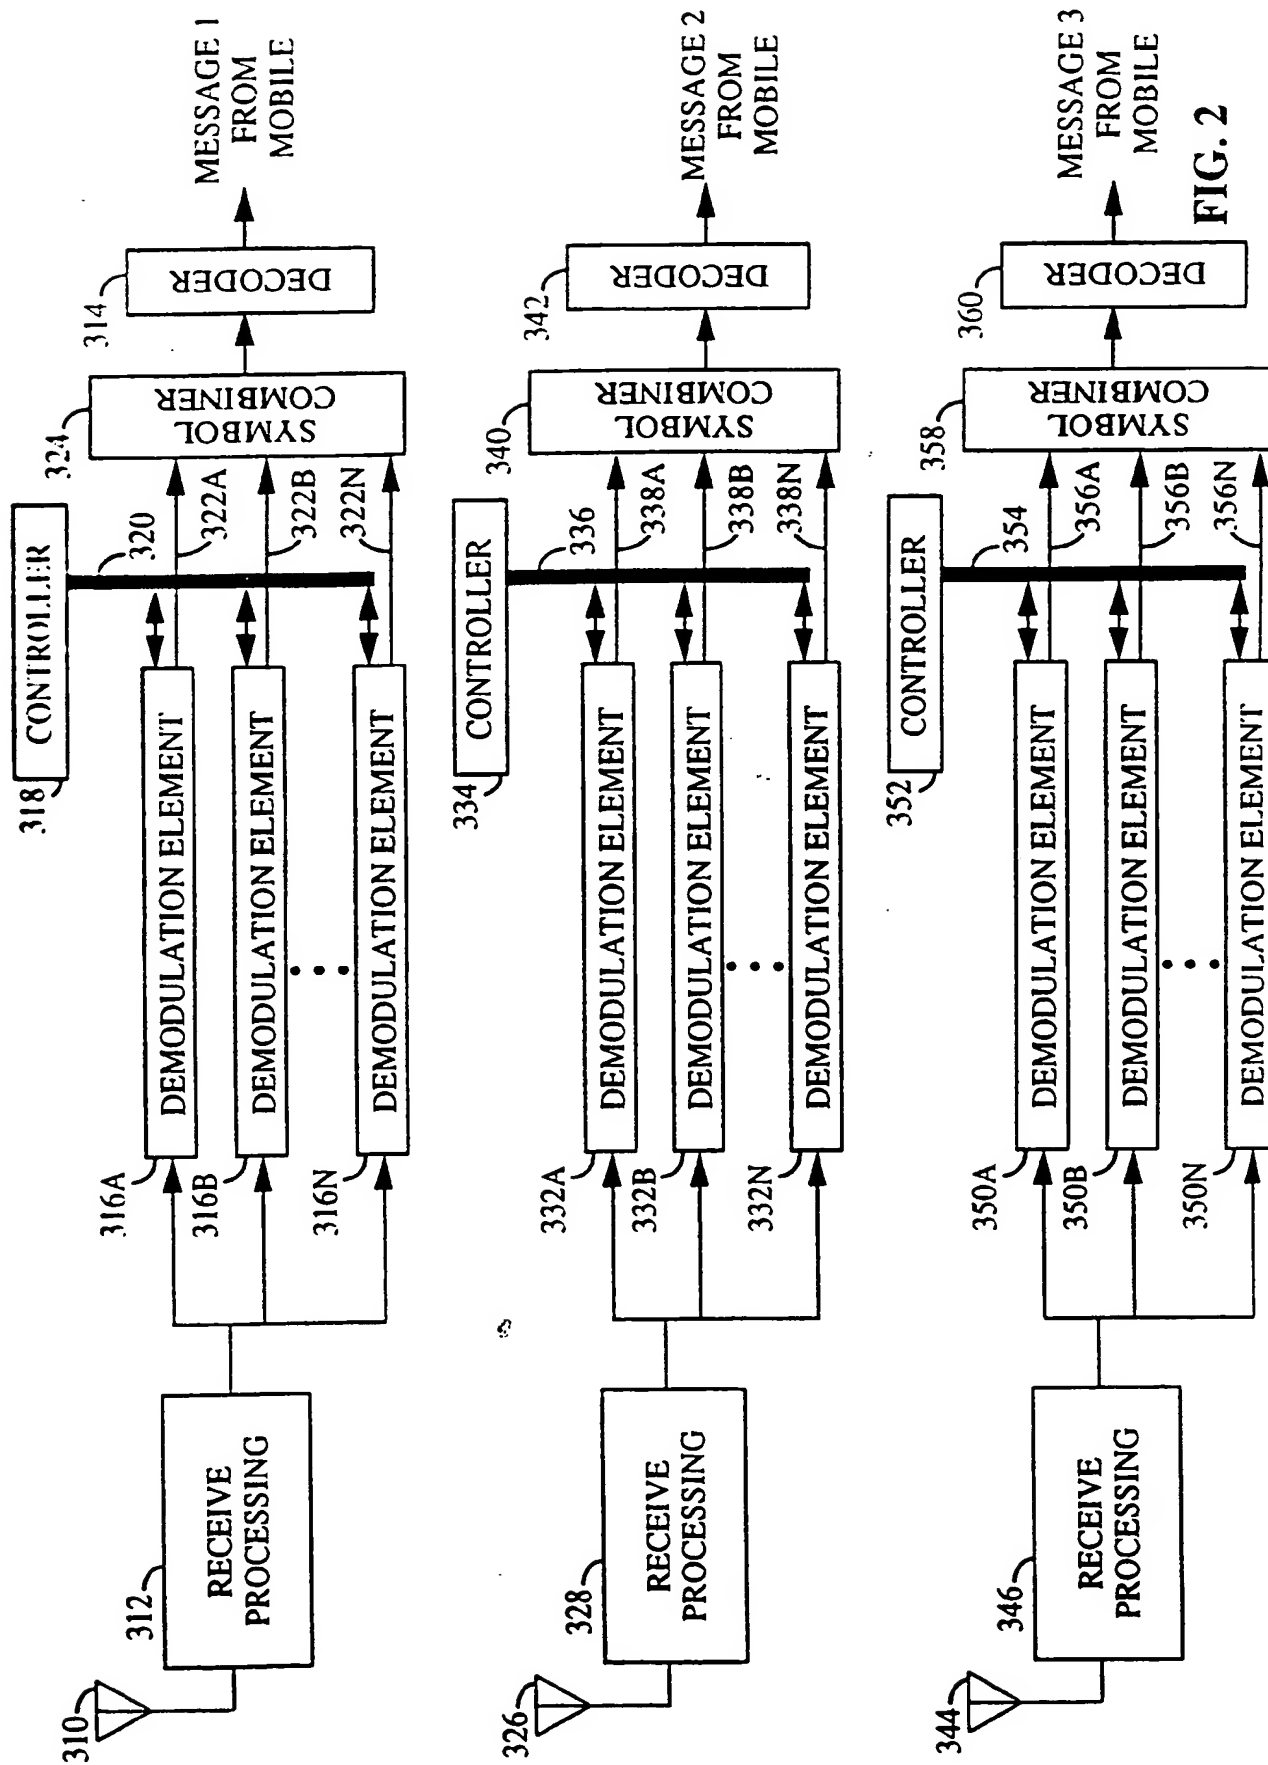 310
312
RECEIVE
PROCESSING
316A
316B
316N
DEMODULATION ELEMENT
DEMODULATION ELEMENT
DEMODULATION ELEMENT
318
CONTROLLER
320
322A
322B
322N
324
SYMBOL
COMBINER
314
DECODER
MESSAGE 1
FROM
MOBILE
326
328
RECEIVE
PROCESSING
332A
332B
332N
DEMODULATION ELEMENT
DEMODULATION ELEMENT
DEMODULATION ELEMENT
334
CONTROLLER
336
338A
338B
338N
340
SYMBOL
COMBINER
342
DECODER
MESSAGE 2
FROM
MOBILE
344
346
RECEIVE
PROCESSING
350A
350B
350N
DEMODULATION ELEMENT
DEMODULATION ELEMENT
DEMODULATION ELEMENT
352
CONTROLLER
354
356A
356B
356N
358
SYMBOL
COMBINER
360
DECODER
MESSAGE 3
FROM
MOBILE
FIG. 2